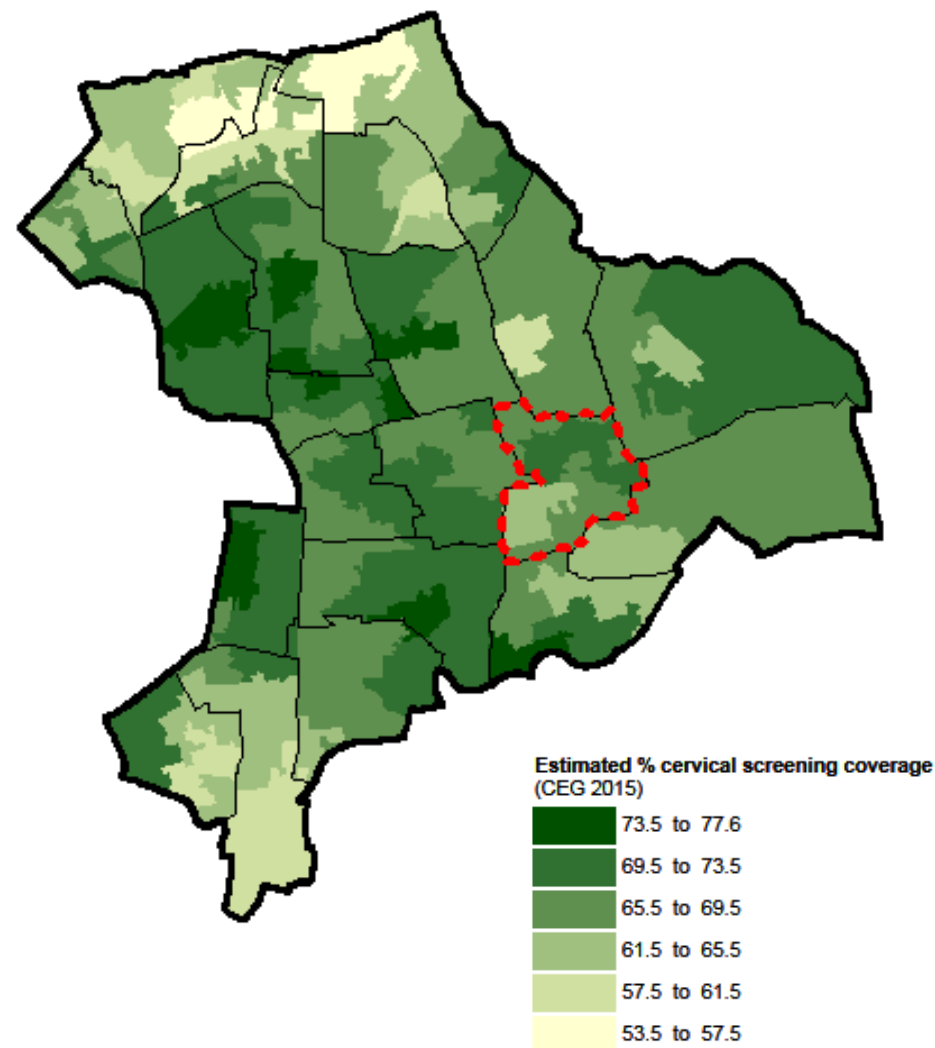 Estimated % cervical screening coverage
(CEG 2015)
73.5 to 77.6
69.5 to 73.5
65.5 to 69.5
61.5 to 65.5
57.5 to 61.5
53.5 to 57.5